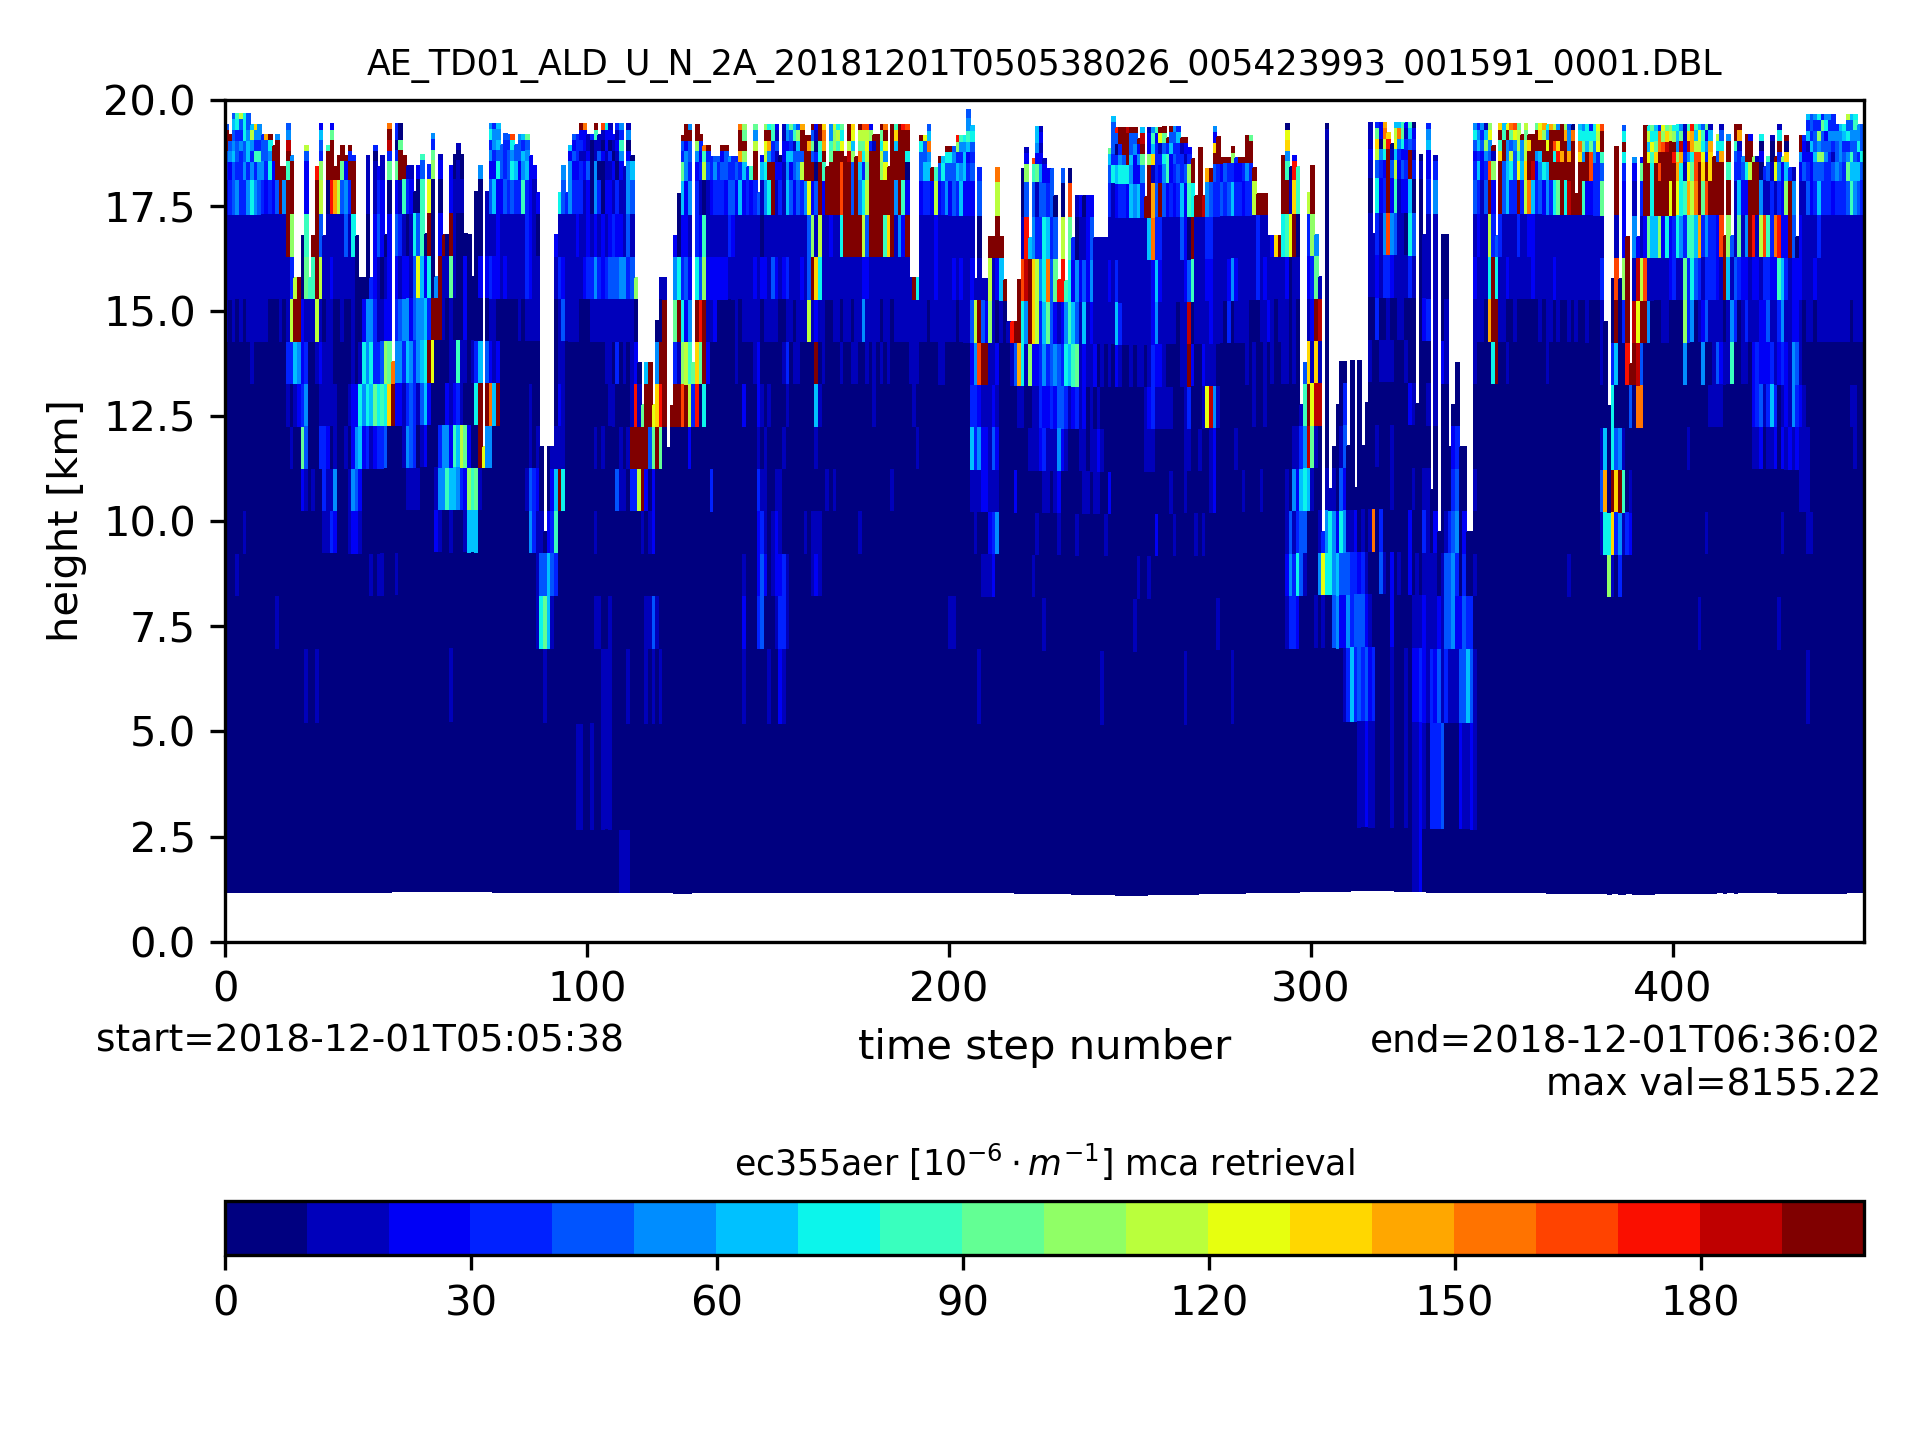 AE_TD01_ALD_U_N_2A_20181201T050538026_005423993_001591_0001.DBL
20.0
17.5
15.0
12.5
10.0
7.5
5.0
2.5
0.0
height [km]
0 100 200 300 400
start=2018-12-01T05:05:38 time step number end=2018-12-01T06:36:02
max val=8155.22
ec355aer [10⁻⁶ · m⁻¹] mca retrieval
0 30 60 90 120 150 180